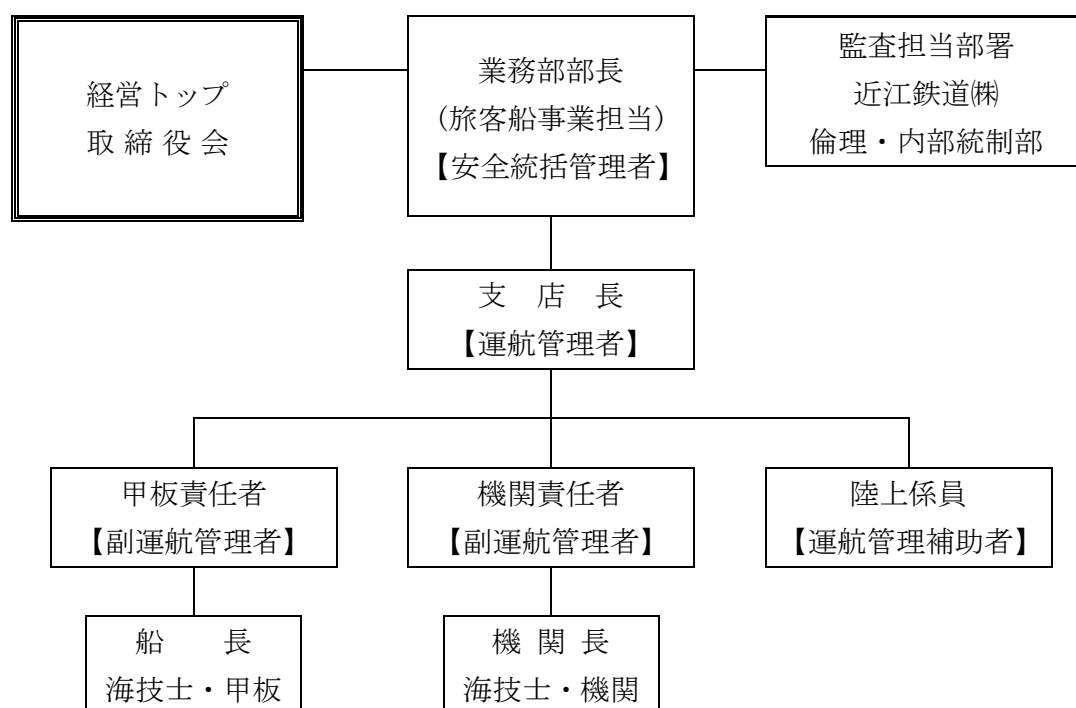 経営トップ
取締役会
業務部部長
(旅客船事業担当)
【安全統括管理者】
監査担当部署
近江鉄道㈱
倫理・内部統制部
支店長
【運航管理者】
甲板責任者
【副運航管理者】
機関責任者
【副運航管理者】
陸上係員
【運航管理補助者】
船長
海技士・甲板
機関長
海技士・機関